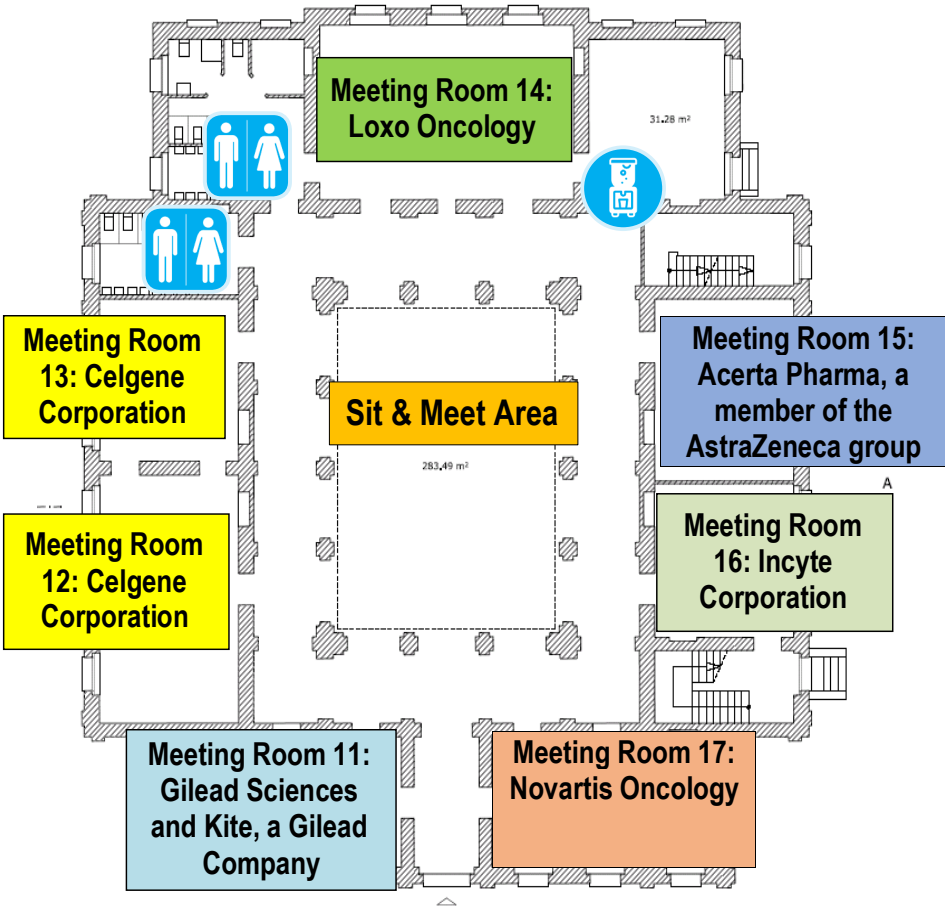 Meeting Room 14:
Loxo Oncology
31.28 m²
Meeting Room
13: Celgene
Corporation
Sit & Meet Area
283.49 m²
Meeting Room 15:
Acerta Pharma, a
member of the
AstraZeneca group
A
Meeting Room
12: Celgene
Corporation
Meeting Room
16: Incyte
Corporation
Meeting Room 11:
Gilead Sciences
and Kite, a Gilead
Company
Meeting Room 17:
Novartis Oncology